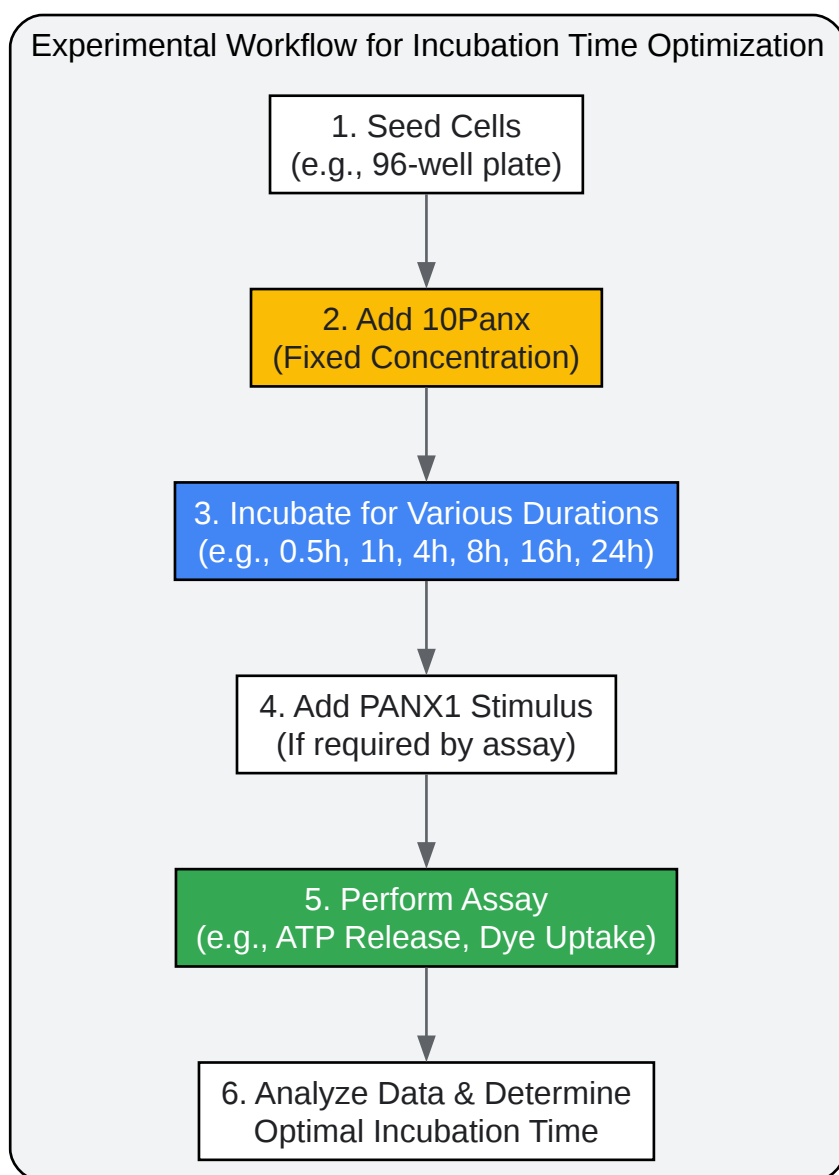 Experimental Workflow for Incubation Time Optimization
1. Seed Cells
(e.g., 96-well plate)
2. Add 10Panx
(Fixed Concentration)
3. Incubate for Various Durations
(e.g., 0.5h, 1h, 4h, 8h, 16h, 24h)
4. Add PANX1 Stimulus
(If required by assay)
5. Perform Assay
(e.g., ATP Release, Dye Uptake)
6. Analyze Data & Determine
Optimal Incubation Time